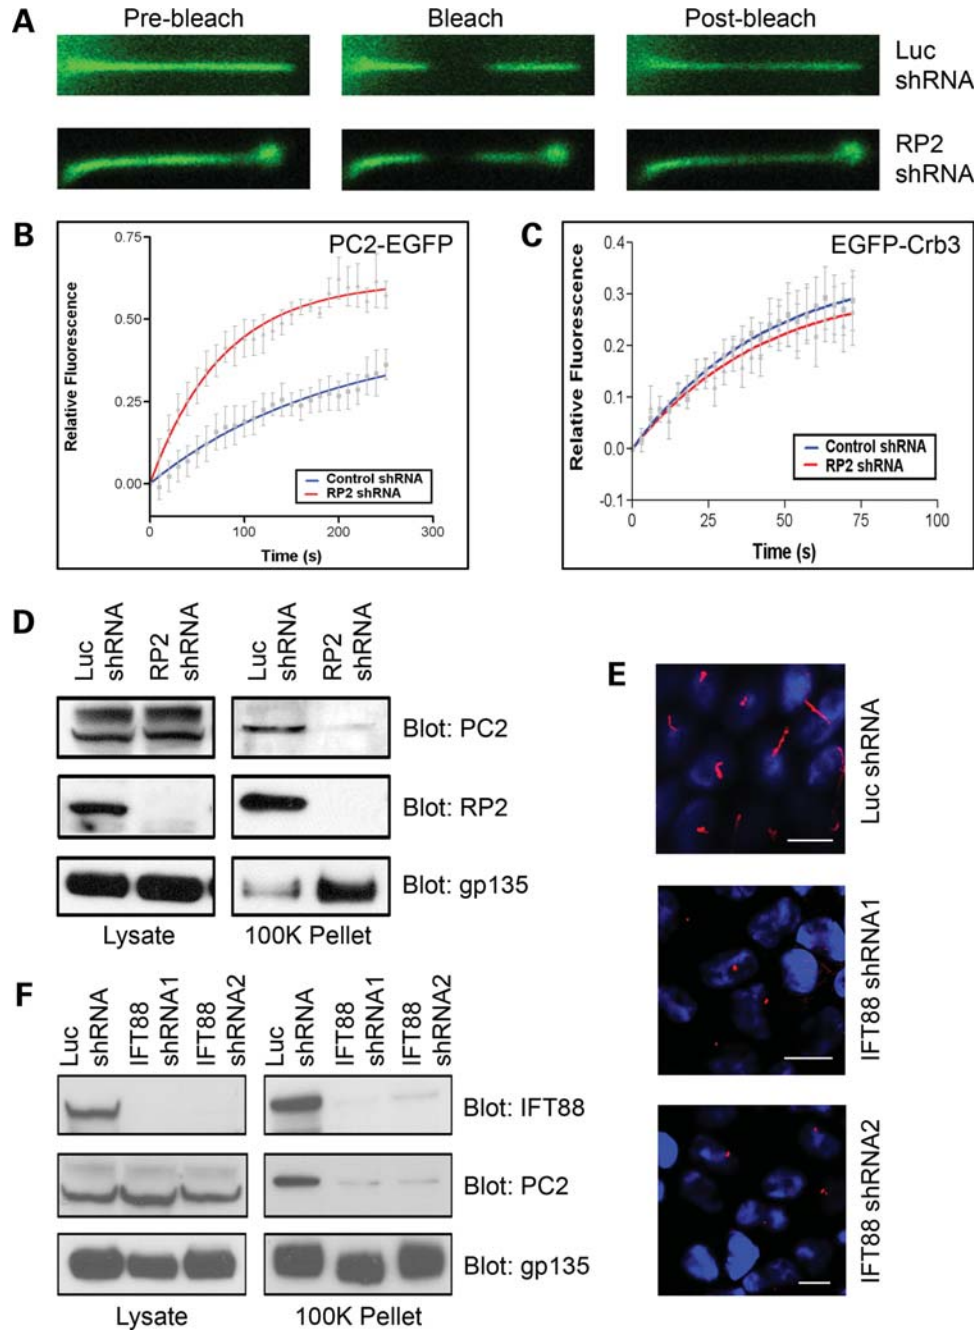 A
Pre-bleach Bleach Post-bleach
Luc
shRNA
RP2
shRNA
B
PC2-EGFP
Relative Fluorescence
0.75
0.50
0.25
0.00
0 100 200 300
Time (s)
Control shRNA
RP2 shRNA
C
EGFP-Crb3
Relative Fluorescence
0.4
0.3
0.2
0.1
0.0
-0.1
0 25 50 75 100
Time (s)
Control shRNA
RP2 shRNA
D
Luc
shRNA
RP2
shRNA
Luc
shRNA
RP2
shRNA
Blot: PC2
Blot: RP2
Blot: gp135
Lysate 100K Pellet
E
Luc shRNA
IFT88 shRNA1
IFT88 shRNA2
F
Luc
shRNA
IFT88
shRNA1
IFT88
shRNA2
Luc
shRNA
IFT88
shRNA1
IFT88
shRNA2
Blot: IFT88
Blot: PC2
Blot: gp135
Lysate 100K Pellet